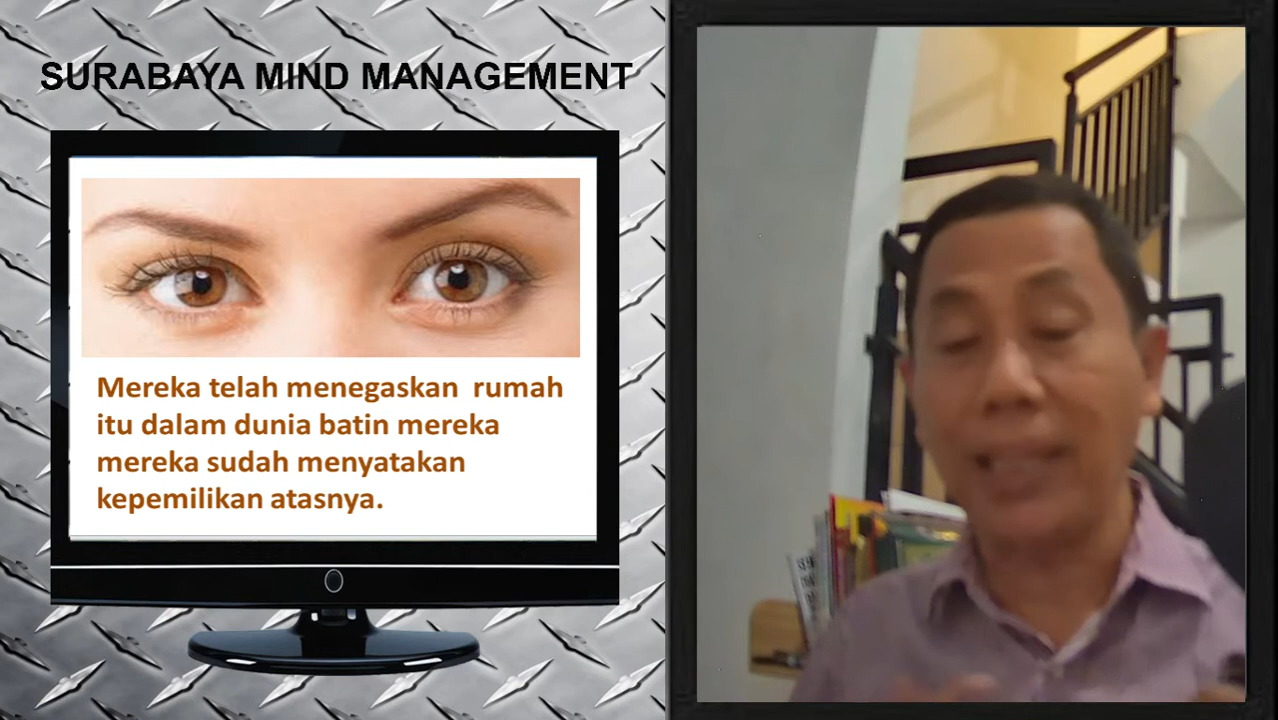 SURABAYA MIND MANAGEMENT
Mereka telah menegaskan rumah
itu dalam dunia batin mereka
mereka sudah menyatakan
kepemilikan atasnya.